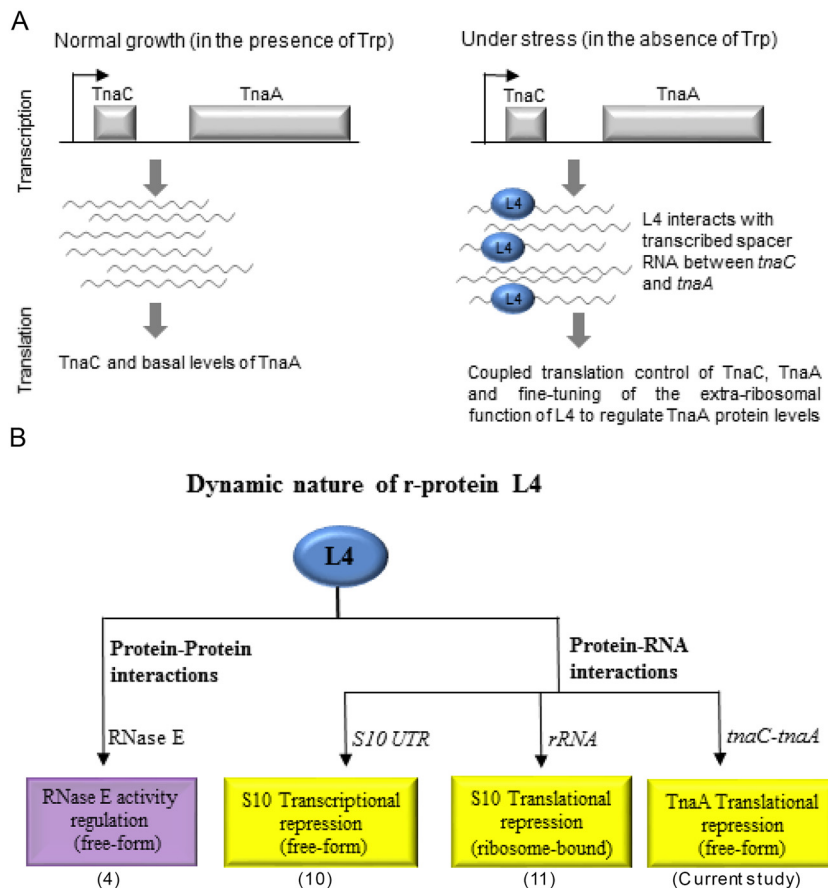 A
Normal growth (in the presence of Trp)
TnaC
TnaA
Transcription
Translation
TnaC and basal levels of TnaA
Under stress (in the absence of Trp)
TnaC
TnaA
L4
L4
L4
L4 interacts with
transcribed spacer
RNA between tnaC
and tnaA
Coupled translation control of TnaC, TnaA
and fine-tuning of the extra-ribosomal
function of L4 to regulate TnaA protein levels
B
Dynamic nature of r-protein L4
L4
Protein-Protein
interactions
Protein-RNA
interactions
RNase E
S10 UTR
rRNA
tnaC-tnaA
RNase E activity
regulation
(free-form)
(4)
S10 Transcriptional
repression
(free-form)
(10)
S10 Translational
repression
(ribosome-bound)
(11)
TnaA Translational
repression
(free-form)
(Current study)